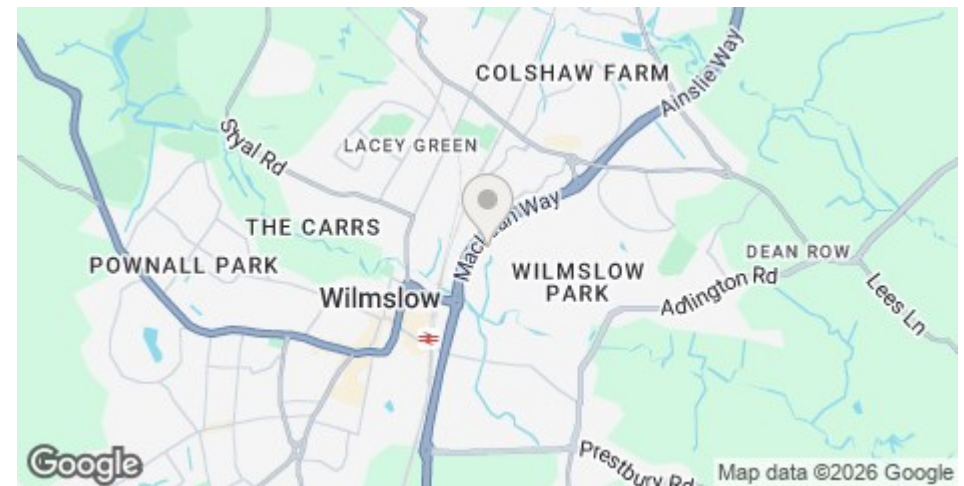 COLSHAW FARM
Ainslie Way
LACEY GREEN
Styal Rd
THE CARRS
POWNALL PARK
Wilmslow
WILMSLOW
PARK
DEAN ROW
Adlington Rd
Lees Ln
Prestbury Rd
Google
Map data ©2026 Google